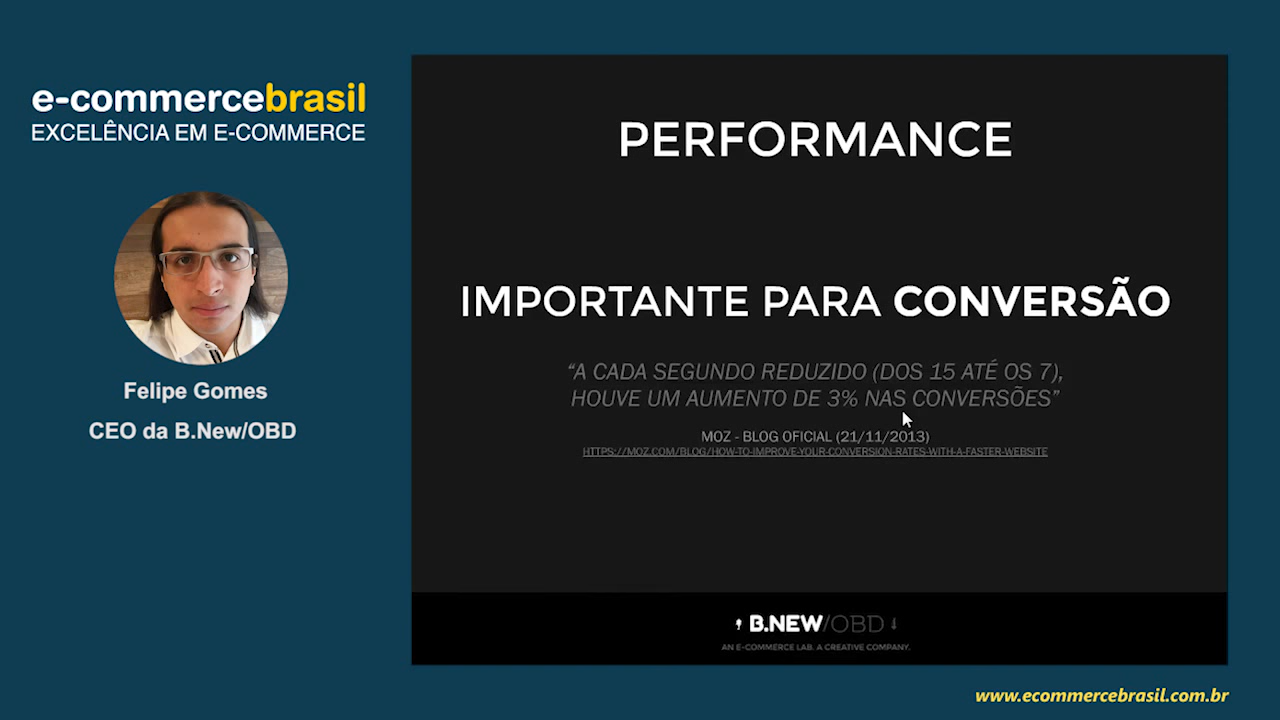 e-commercebrasil
EXCELÊNCIA EM E-COMMERCE
Felipe Gomes
CEO da B.New/OBD
PERFORMANCE
IMPORTANTE PARA CONVERSÃO
“A CADA SEGUNDO REDUZIDO (DOS 15 ATÉ OS 7),
HOUVE UM AUMENTO DE 3% NAS CONVERSÕES”
MOZ - BLOG OFICIAL (21/11/2013)
HTTPS://MOZ.COM/BLOG/HOW-TO-IMPROVE-YOUR-CONVERSION-RATES-WITH-A-FASTER-WEBSITE
B.NEW/OBD
AN E-COMMERCE LAB. A CREATIVE COMPANY.
www.ecommercebrasil.com.br